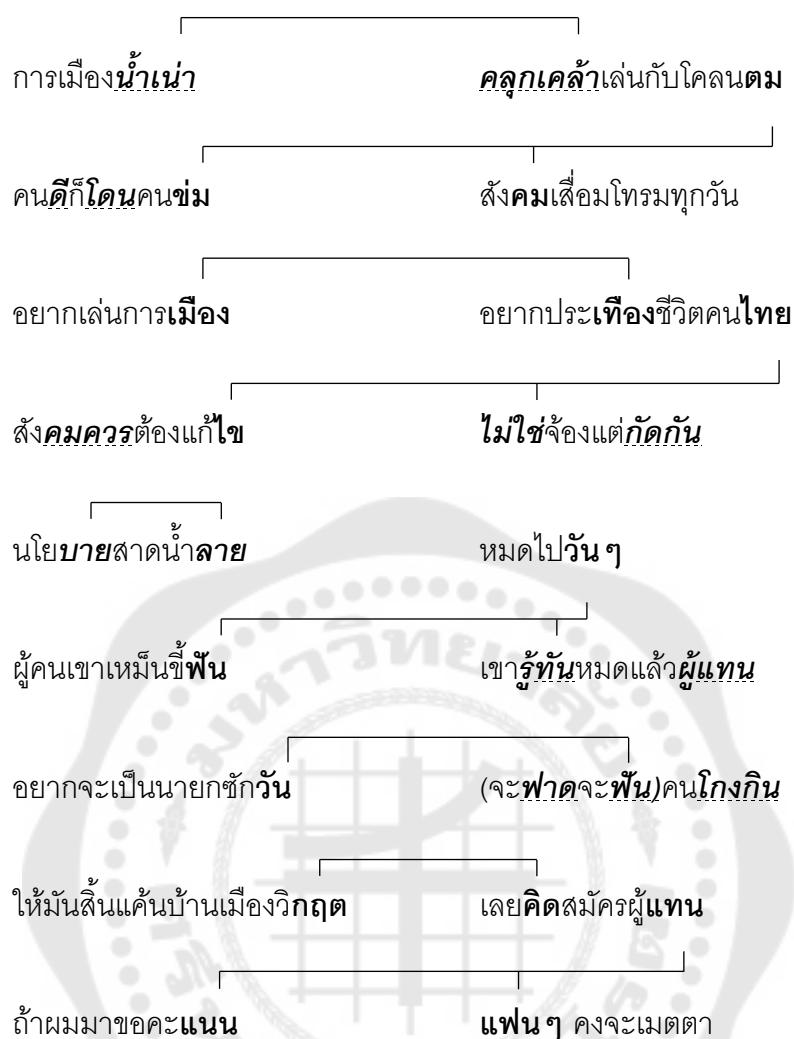 การเมืองน้ำเน่า คลุกเคล้าเล่นกับโคลนตม
คนดีก็โดนคนข่ม สังคมเสื่อมโทรมทุกวัน
อยากเล่นการเมือง อยากประเทืองชีวิตคนไทย
สังคมควรต้องแก้ไข ไม่ใช่จ้องแต่กัดกัน
นโยบายสาดน้ำลาย หมดไปวัน ๆ
ผู้คนเขาเหม็นขี้ฟัน เขารู้ทันหมดแล้วผู้แทน
อยากจะเป็นนายกซักวัน (จะฟาดจะฟัน)คนโกงกิน
ให้มันสิ้นแค้นบ้านเมืองวิกฤต เลยคิดสมัครผู้แทน
ถ้าผมมาขอคะแนน แฟน ๆ คงจะเมตตา